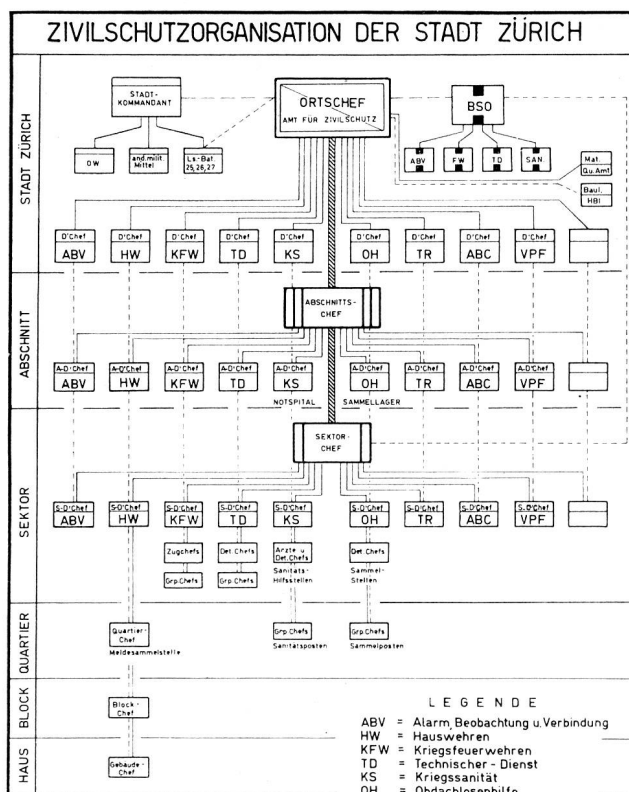 ZIVILSCHUTZORGANISATION DER STADT ZÜRICH
STADT ZÜRICH
STADT-
KOMMANDANT
ORTSCHEF
AMT FÜR ZIVILSCHUTZ
BSO
OW
and. milit.
Mittel
Ls.-Bat.
25,26,27
ABV
FW
TD
SAN.
Mat.
Qu.Amt
Baul.
HBI
D'Chef
ABV
D'Chef
HW
D'Chef
KFW
D'Chef
TD
D'Chef
KS
D'Chef
OH
D'Chef
TR
D'Chef
ABC
D'Chef
VPF
ABSCHNITT
ABSCHNITTS-
CHEF
A-D'Chef
ABV
A-D'Chef
HW
A-D'Chef
KFW
A-D'Chef
TD
A-D'Chef
KS
A-D'Chef
OH
A-D'Chef
TR
A-D'Chef
ABC
A-D'Chef
VPF
NOTSPITAL
SAMMELLAGER
SEKTOR
SEKTOR-
CHEF
S-D'Chef
ABV
S-D'Chef
HW
S-D'Chef
KFW
S-D'Chef
TD
S-D'Chef
KS
S-D'Chef
OH
S-D'Chef
TR
S-D'Chef
ABC
S-D'Chef
VPF
Zugchefs
Det.Chefs
Ärzte u.
Det.Chefs
Det.Chefs
Grp.Chefs
Grp.Chefs
Sanitäts-
Hilfsstellen
Sammel-
Stellen
QUARTIER
Quartier-
Chef
Meldesammelstelle
Grp.Chefs
Sanitätsposten
Grp.Chefs
Sammelposten
BLOCK
Block-
Chef
HAUS
Gebäude-
Chef
LEGENDE
ABV = Alarm, Beobachtung u. Verbindung
HW = Hauswehren
KFW = Kriegsfeuerwehren
TD = Technischer - Dienst
KS = Kriegssanität
OH = Obdachlosenhilfe